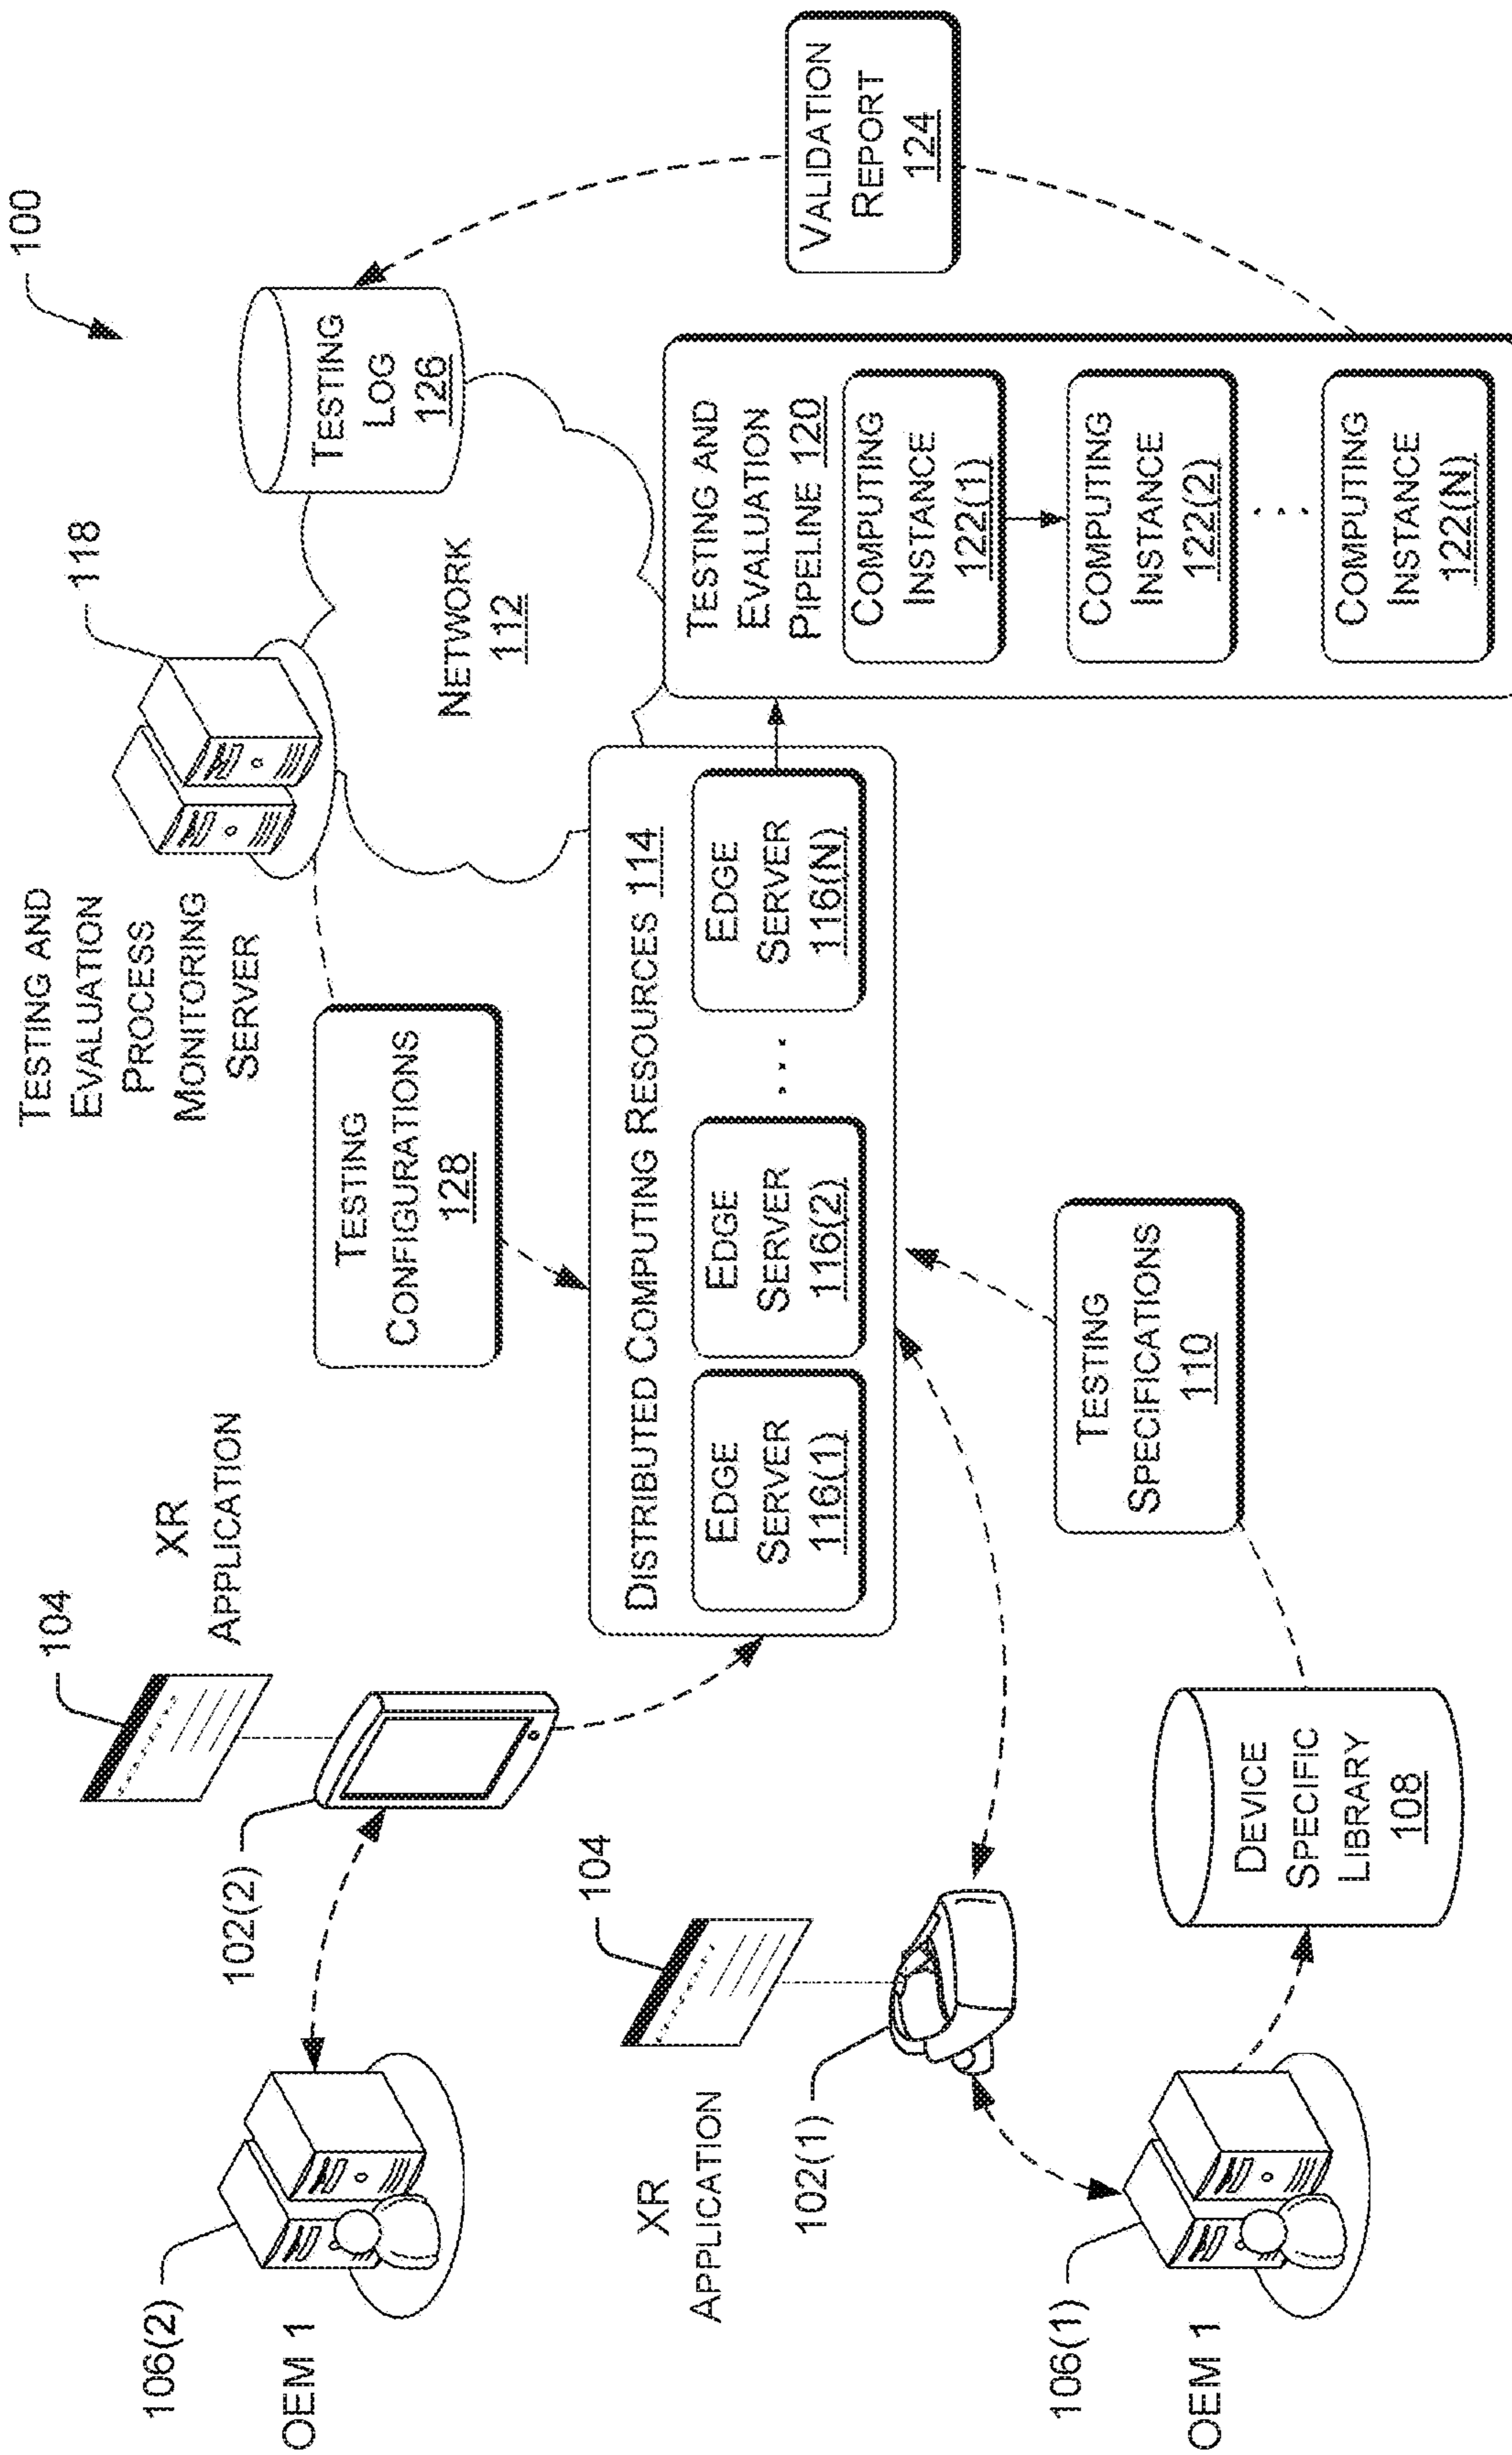 100
TESTING AND
EVALUATION
PROCESS
MONITORING
SERVER
118
TESTING
LOG
126
NETWORK
112
TESTING
CONFIGURATIONS
128
104
XR
APPLICATION
102(2)
106(2)
OEM 1
DISTRIBUTED COMPUTING RESOURCES 114
EDGE
SERVER
116(1)
EDGE
SERVER
116(2)
. . .
EDGE
SERVER
116(N)
TESTING AND
EVALUATION
PIPELINE 120
COMPUTING
INSTANCE
122(1)
COMPUTING
INSTANCE
122(2)
. . .
COMPUTING
INSTANCE
122(N)
VALIDATION
REPORT
124
104
XR
APPLICATION
102(1)
106(1)
OEM 1
DEVICE
SPECIFIC
LIBRARY
108
TESTING
SPECIFICATIONS
110